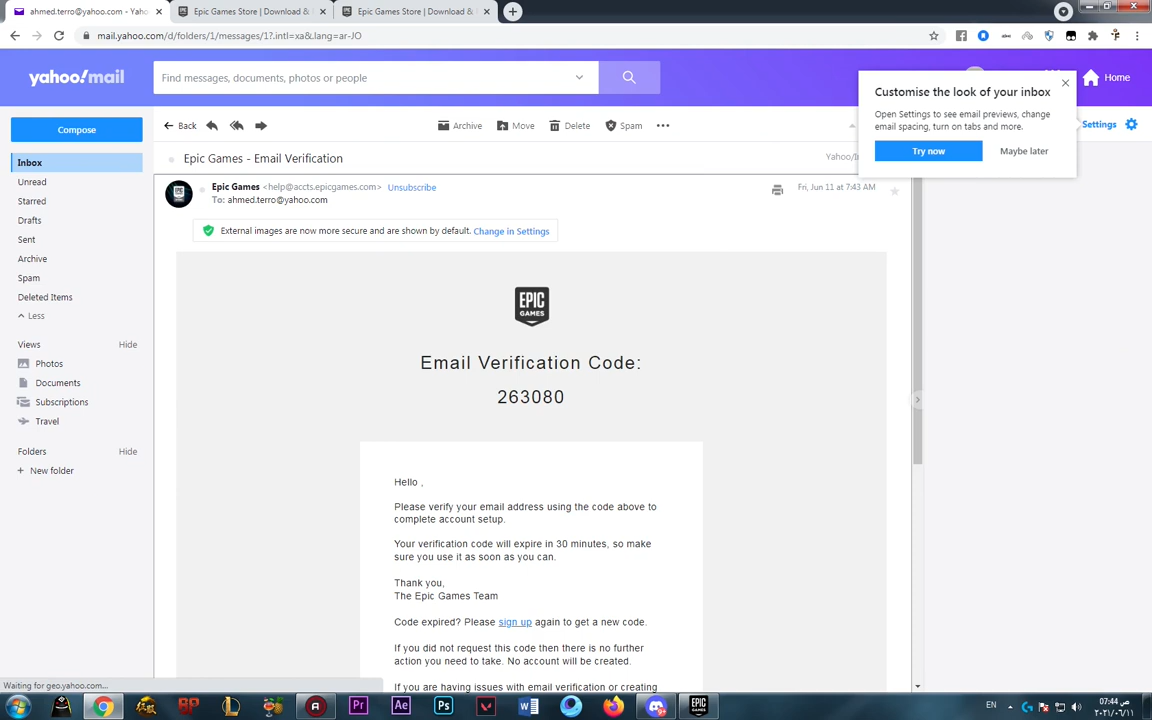 ahmed.terro@yahoo.com - Yaho
Epic Games Store | Download &
Epic Games Store | Download &
mail.yahoo.com/d/folders/1/messages/17?.intl=xa&.lang=ar-JO
yahoo!mail
Find messages, documents, photos or people
Home
Customise the look of your inbox
Open Settings to see email previews, change
email spacing, turn on tabs and more.
Try now
Maybe later
Settings
Compose
Back
Archive
Move
Delete
Spam
Inbox
Unread
Starred
Drafts
Sent
Archive
Spam
Deleted Items
Less
Views
Hide
Photos
Documents
Subscriptions
Travel
Folders
Hide
New folder
Epic Games - Email Verification
Epic Games <help@accts.epicgames.com> Unsubscribe
Fri, Jun 11 at 7:43 AM
To: ahmed.terro@yahoo.com
External images are now more secure and are shown by default. Change in Settings
EPIC
GAMES
Email Verification Code:
263080
Hello ,
Please verify your email address using the code above to
complete account setup.
Your verification code will expire in 30 minutes, so make
sure you use it as soon as you can.
Thank you,
The Epic Games Team
Code expired? Please sign up again to get a new code.
If you did not request this code then there is no further
action you need to take. No account will be created.
If you are having issues with email verification or creating
Waiting for geo.yahoo.com...
Pr
Ae
Ps
EPIC
GAMES
EN
07:44 ص
٢٠٢١/٠٦/١١